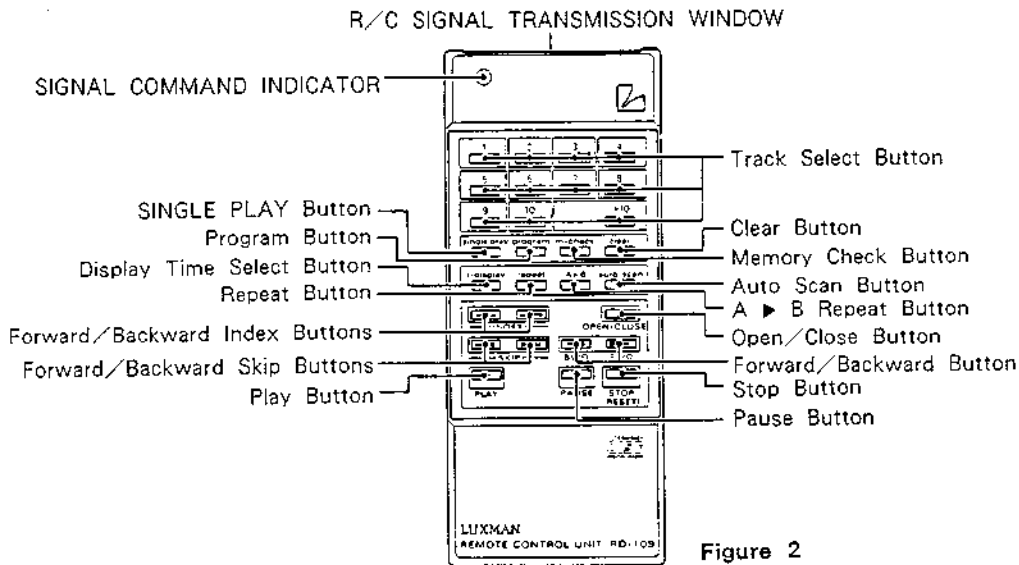 R/C SIGNAL TRANSMISSION WINDOW
SIGNAL COMMAND INDICATOR
1 2 3 4
Track Select Button
5 6 7 8
9 10 +10
SINGLE PLAY Button
Program Button
Display Time Select Button
Repeat Button
Forward/Backward Index Buttons
Forward/Backward Skip Buttons
Play Button
single play program m-check clear
repeat A▸B auto scan
OPEN/CLOSE
PLAY
PAUSE
STOP
RESET
Clear Button
Memory Check Button
Auto Scan Button
A ▶ B Repeat Button
Open/Close Button
Forward/Backward Button
Stop Button
Pause Button
LUXMAN
REMOTE CONTROL UNIT RD-109
Figure 2